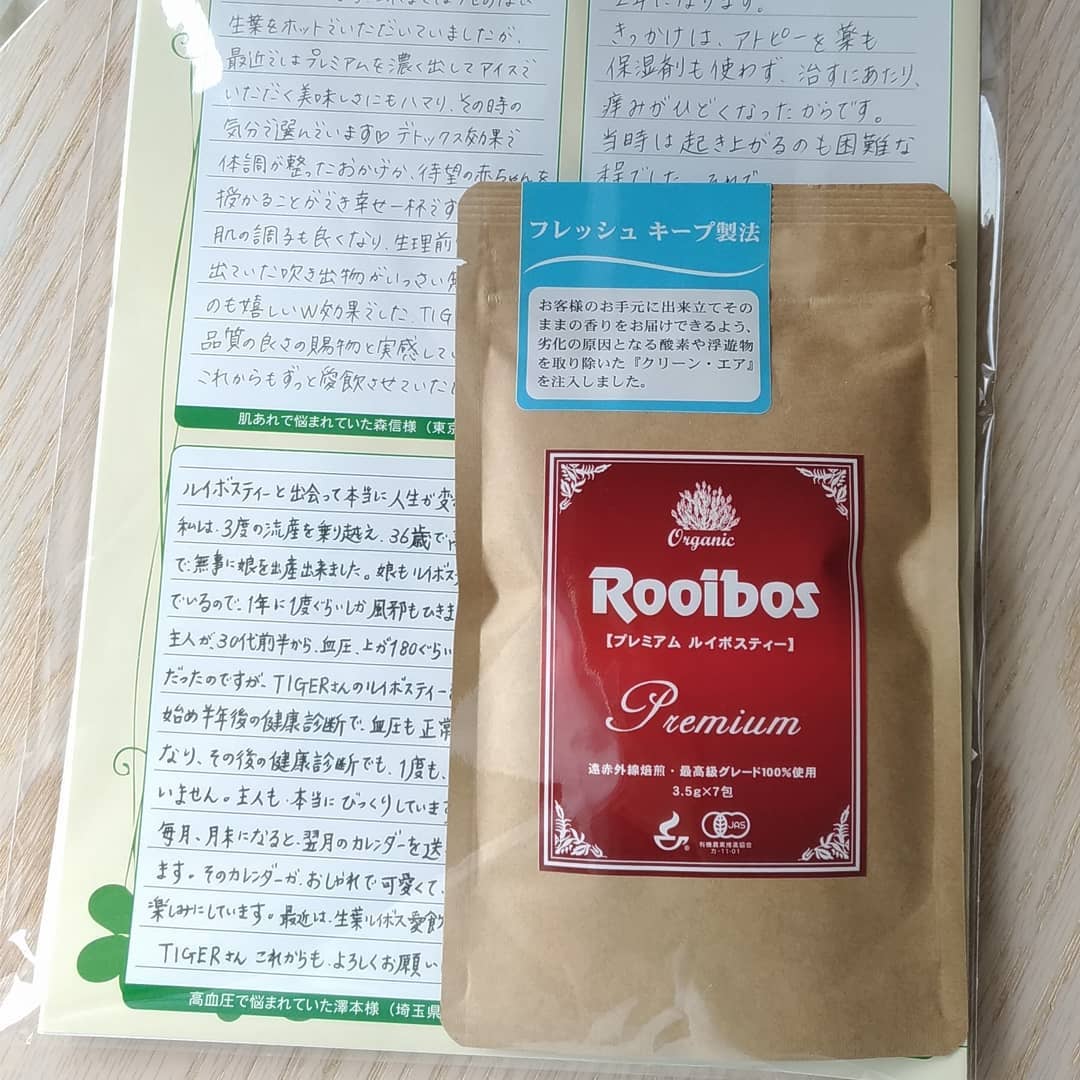 生葉をホットでいただいていましたが、
最近ではプレミアムを濃く出してアイスで
いただく美味しさにもハマり、その時の
気分で選んでいます♡ デトックス効果で
体調が整ったおかげか、待望の赤ちゃんを
授かることができ幸せ一杯です
肌の調子も良くなり、生理前
出ていた吹き出物がいっさい
のも嬉しいW効果でした。TIG
品質の良さの賜物と実感してい
これからもずっと愛飲させていた
肌あれで悩まれていた森信様（東京
きっかけは、アトピーを薬も
保湿剤も使わず、治すにあたり、
痒みがひどくなったからです。
当時は起き上がるのも困難な
程でした。それで
ルイボスティーと出会って本当に人生が変
私は、3度の流産を乗り越え、36歳で
で無事に娘を出産出来ました。娘もルイボス
でいるので、1年に1度ぐらいしか風邪もひきま
主人が、30代前半から、血圧、上が180ぐらい
だったのですが、TIGERさんのルイボスティー
始め半年後の健康診断で、血圧も正常
なり、その後の健康診断でも、1度も、
いません。主人も、本当にびっくりしていま
毎月、月末になると、翌月のカレンダーを送
ます。そのカレンダーが、おしゃれで可愛くて、
楽しみにしています。最近は、生葉ルイボス愛飲
TIGERさん これからも、よろしくお願い
高血圧で悩まれていた澤本様（埼玉県
フレッシュ キープ製法
お客様のお手元に出来立てその
ままの香りをお届けできるよう、
劣化の原因となる酸素や浮遊物
を取り除いた『クリーン・エア』
を注入しました。
Organic
Rooibos
【プレミアム ルイボスティー】
Premium
遠赤外線焙煎・最高級グレード100%使用
3.5g×7包
JAS
有機農業推進協会
カ-11-01